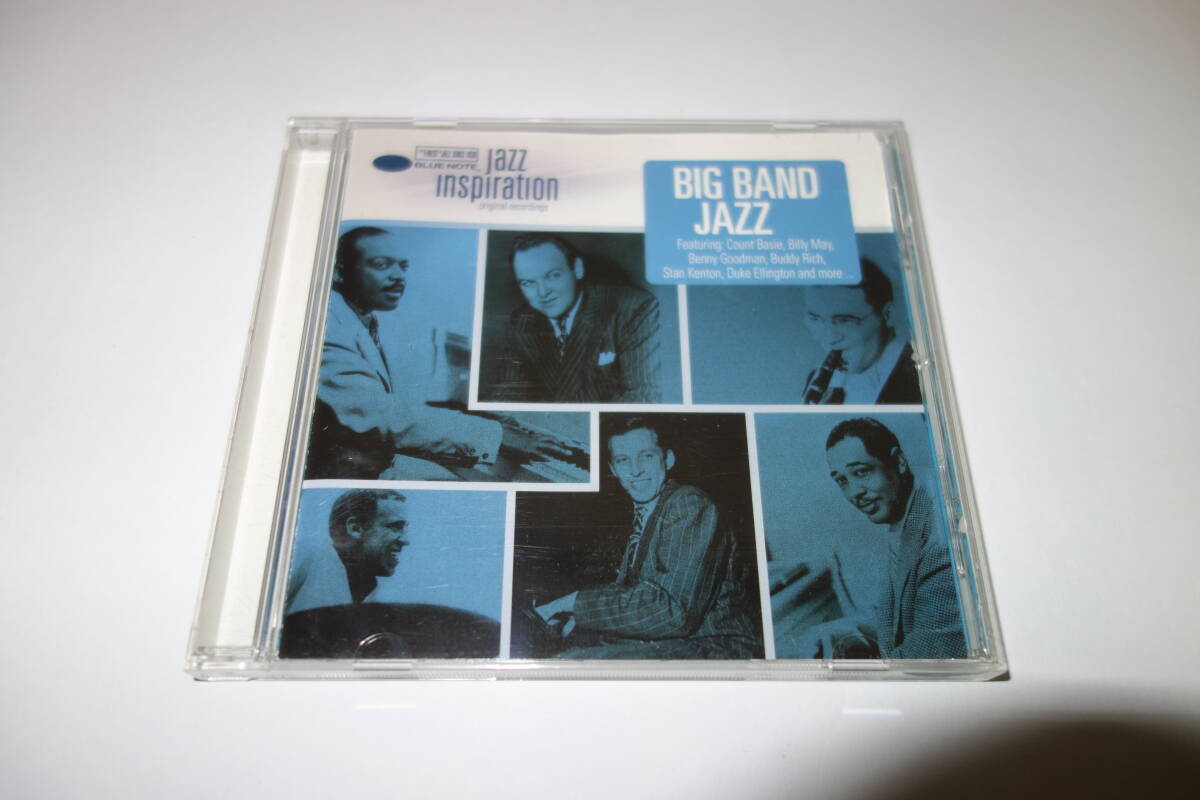 BLUE NOTE
jazz
inspiration
original recordings
BIG BAND
JAZZ
Featuring: Count Basie, Billy May,
Benny Goodman, Buddy Rich,
Stan Kenton, Duke Ellington and more ...